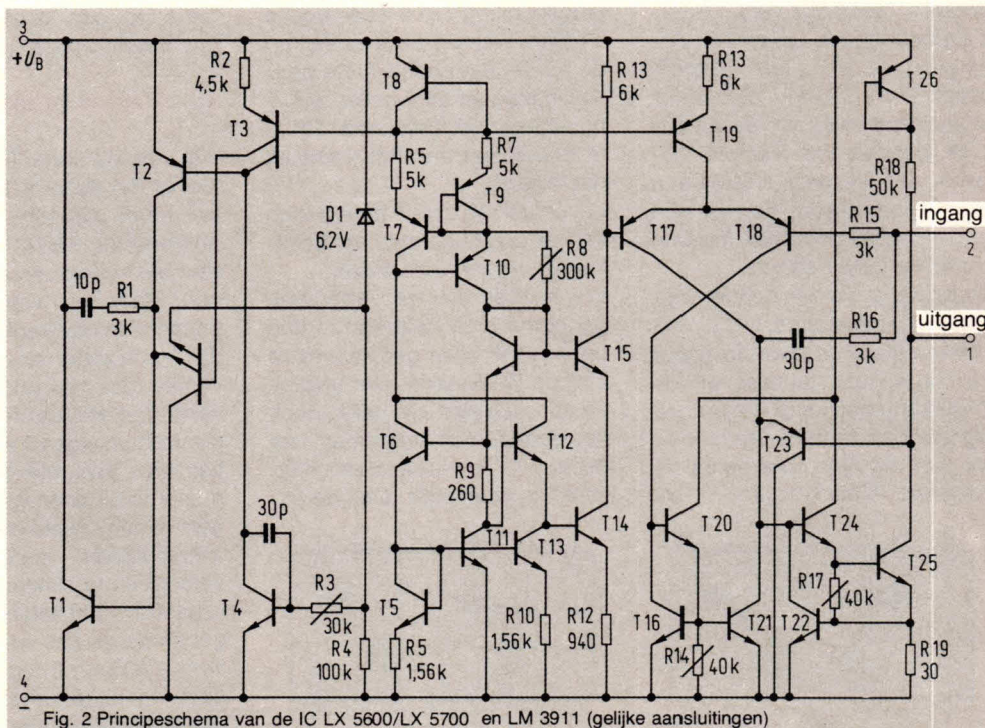 3
+U_B
R2
4,5k
T3
T2
T8
R5
5k
R7
5k
T9
T7
T10
R8
300k
D1
6,2V
10p
R1
3k
R13
6k
R13
6k
T19
T17
T18
T26
R18
50k
R15
3k
ingang
2
R16
3k
30p
uitgang
1
T15
T6
T12
R9
260
T11
T13
T14
T20
T23
T24
T25
R17
40k
T1
T4
30p
R3
30k
R4
100k
T5
R5
1,56k
R10
1,56k
R12
940
T16
R14
40k
T21
T22
R19
30
4
–
Fig. 2 Principeschema van de IC LX 5600/LX 5700 en LM 3911 (gelijke aansluitingen)